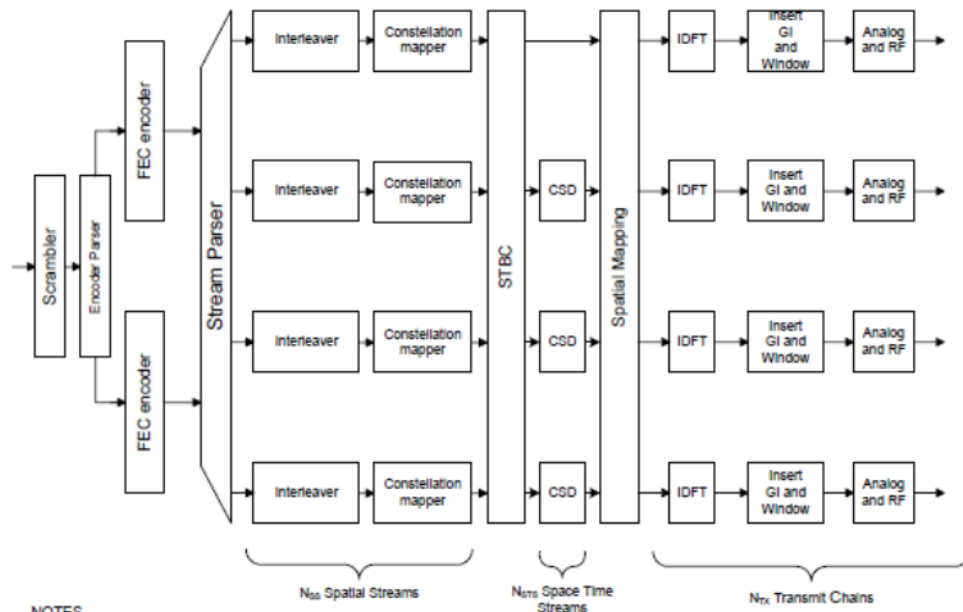 Scrambler
Encoder Parser
FEC encoder
FEC encoder
Stream Parser
Interleaver
Constellation
mapper
Interleaver
Constellation
mapper
Interleaver
Constellation
mapper
Interleaver
Constellation
mapper
STBC
CSD
CSD
CSD
Spatial Mapping
IDFT
Insert
GI
and
Window
Analog
and RF
IDFT
Insert
GI and
Window
Analog
and RF
IDFT
Insert
GI and
Window
Analog
and RF
IDFT
Insert
GI and
Window
Analog
and RF
NSS Spatial Streams
NSTS Space Time
Streams
NTX Transmit Chains
NOTES